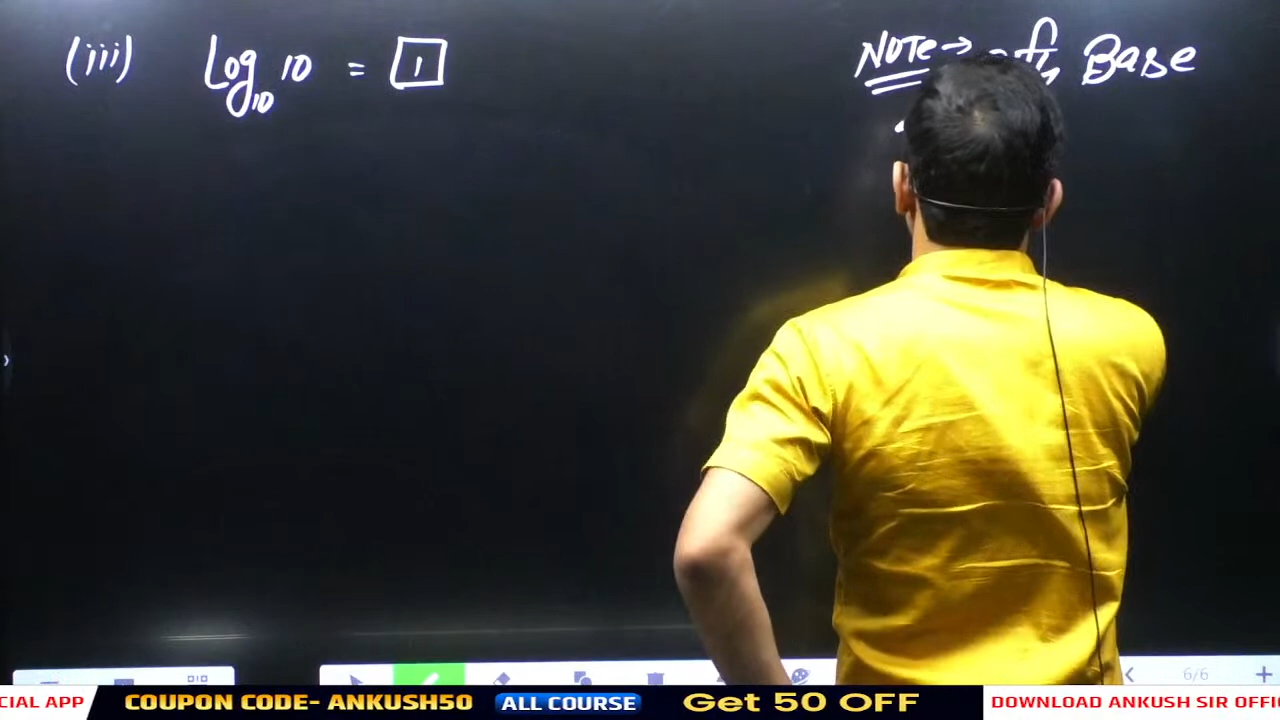 (iii) Log₁₀ 10 = 1
NOTE → Base
6/6
CIAL APP COUPON CODE- ANKUSH50 ALL COURSE Get 50 OFF DOWNLOAD ANKUSH SIR OFFI